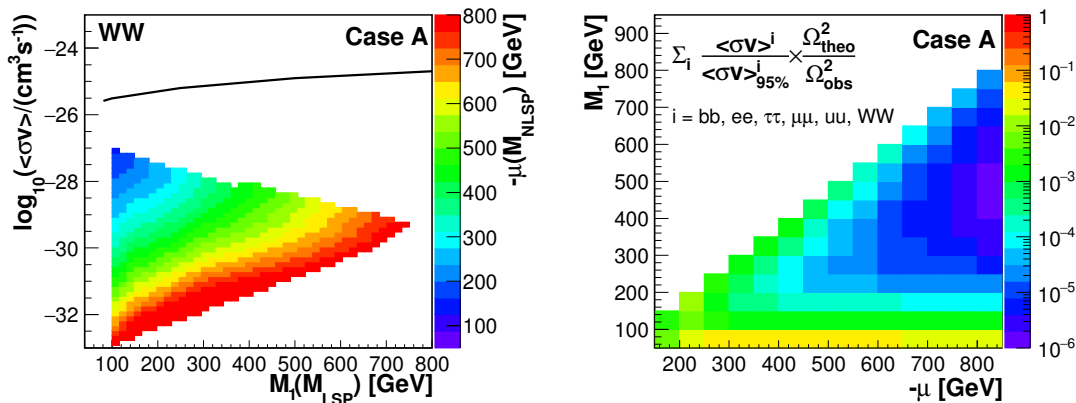 WW
Case A
log10(<σv>/(cm3s-1))
−24
−26
−28
−30
−32
100 200 300 400 500 600 700 800
M1(MLSP) [GeV]
800
700
600
500
400
300
200
100
-μ(MNLSP) [GeV]
Case A
Σi <σv>i / <σv>i95% × Ω2theo / Ω2obs
i = bb, ee, ττ, μμ, uu, WW
M1 [GeV]
900
800
700
600
500
400
300
200
100
200 300 400 500 600 700 800
-μ [GeV]
1
10−1
10−2
10−3
10−4
10−5
10−6